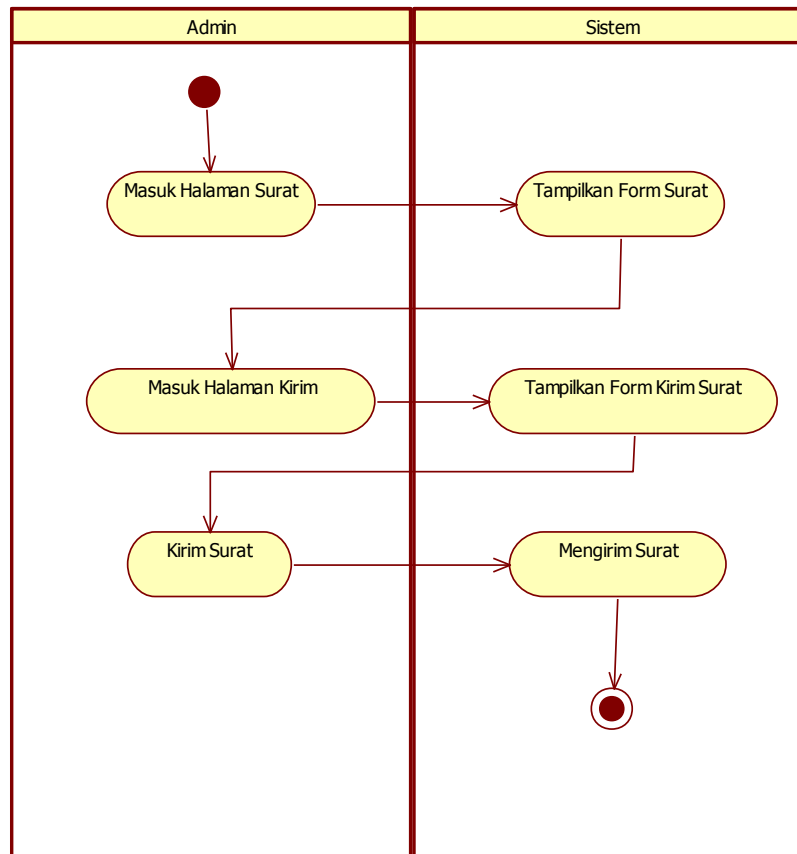 Admin
Sistem
Masuk Halaman Surat
Tampilkan Form Surat
Masuk Halaman Kirim
Tampilkan Form Kirim Surat
Kirim Surat
Mengirim Surat